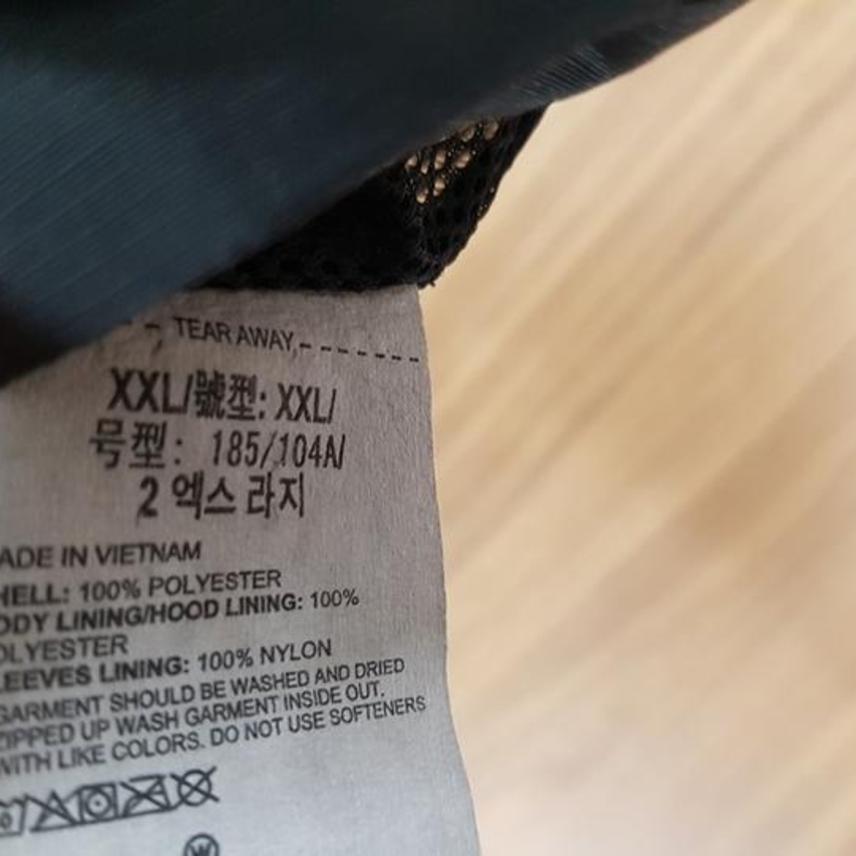 TEAR AWAY
XXL/號型: XXL/
号型: 185/104A/
2 엑스 라지
ADE IN VIETNAM
HELL: 100% POLYESTER
ODY LINING/HOOD LINING: 100%
OLYESTER
EEVES LINING: 100% NYLON
GARMENT SHOULD BE WASHED AND DRIED
ZIPPED UP WASH GARMENT INSIDE OUT.
WITH LIKE COLORS. DO NOT USE SOFTENERS
W